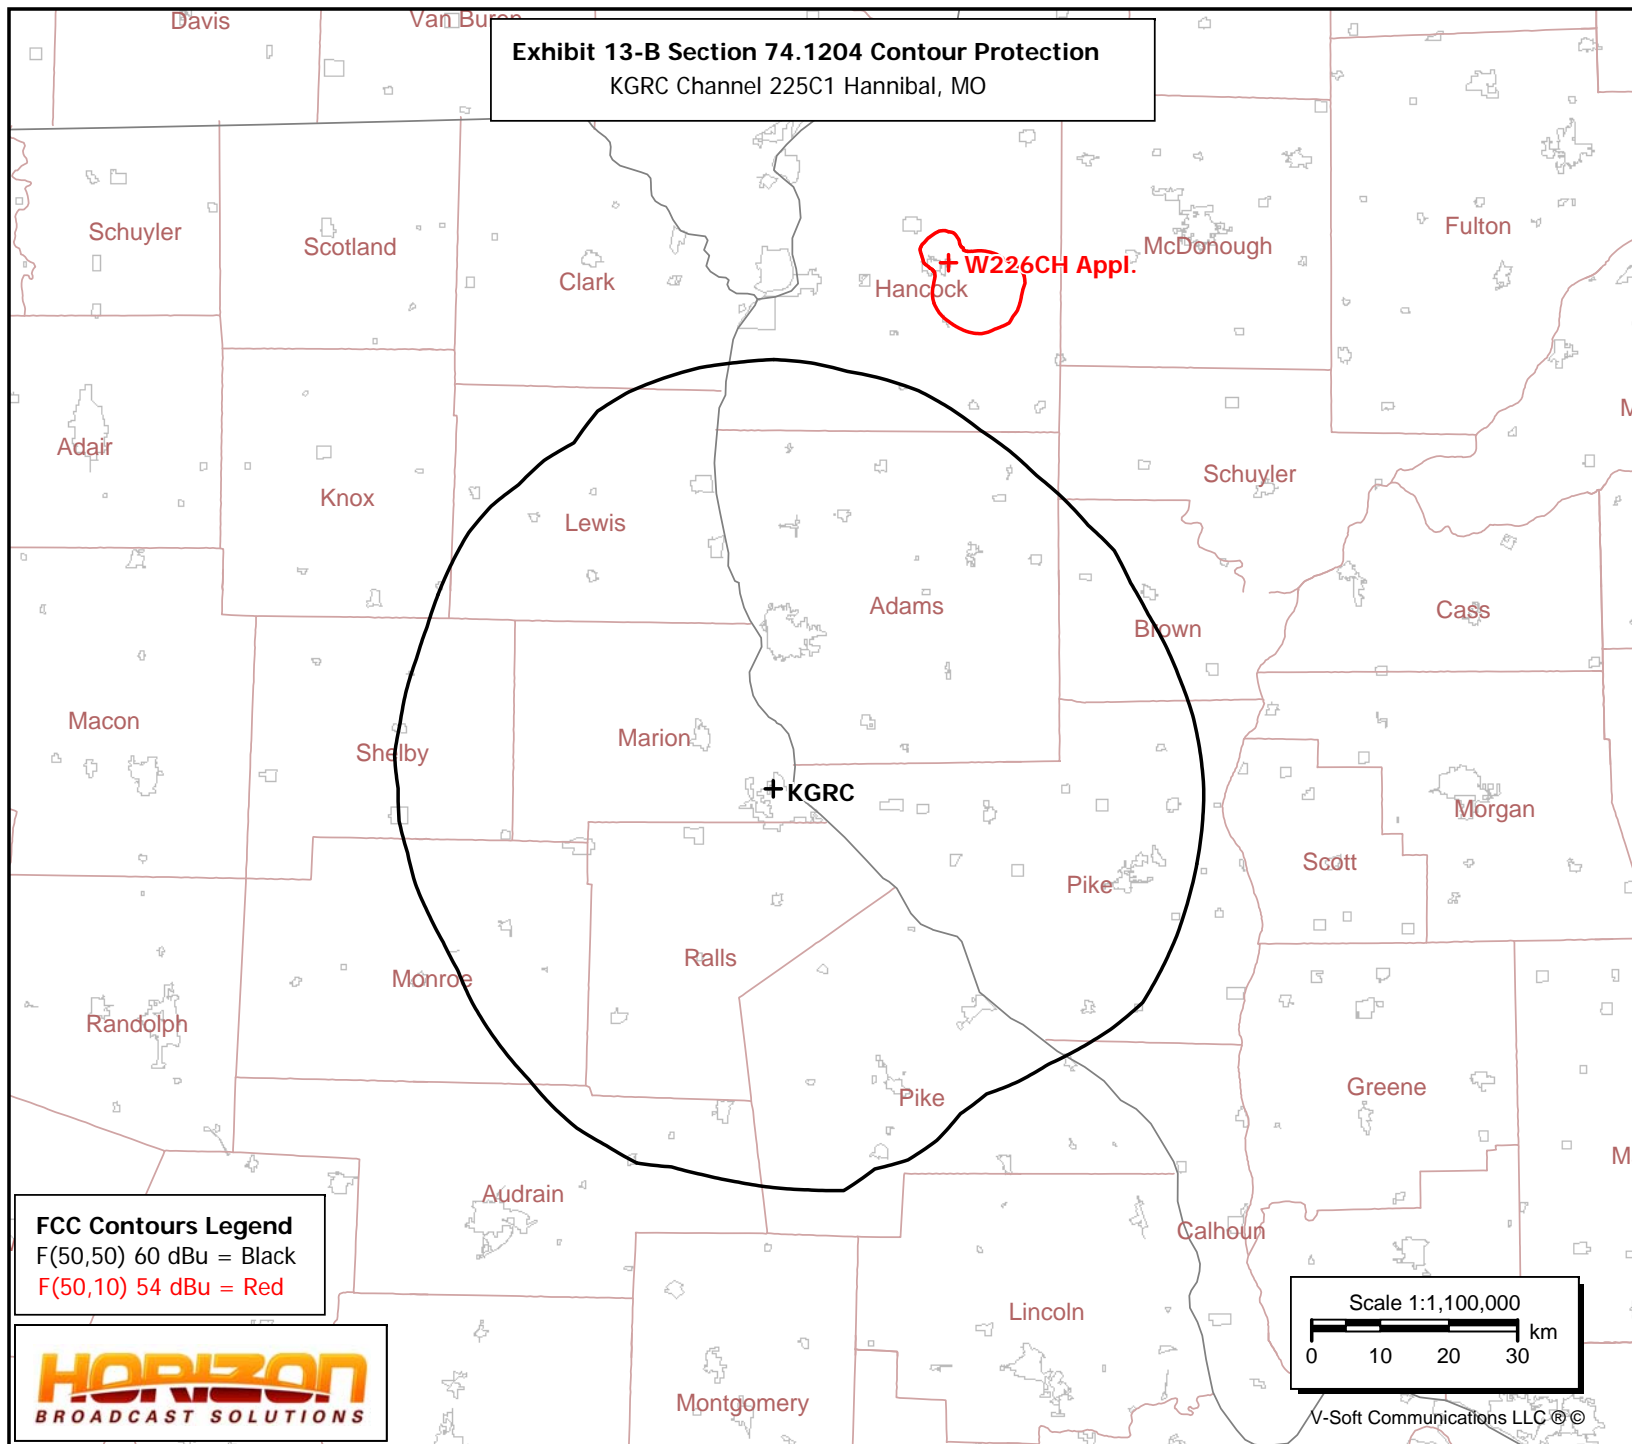 Davis
Van Buren
Exhibit 13-B Section 74.1204 Contour Protection
KGRC Channel 225C1 Hannibal, MO
Schuyler
Scotland
Clark
Hancock
W226CH Appl.
McDonough
Fulton
Adair
Knox
Lewis
Schuyler
M
Adams
Brown
Cass
Macon
Shelby
Marion
KGRC
Pike
Scott
Morgan
Randolph
Monroe
Ralls
Pike
Greene
M
Audrain
Calhoun
Lincoln
Montgomery
FCC Contours Legend
F(50,50) 60 dBu = Black
F(50,10) 54 dBu = Red
HORIZON
BROADCAST SOLUTIONS
Scale 1:1,100,000
km
0 10 20 30
V-Soft Communications LLC ® ©